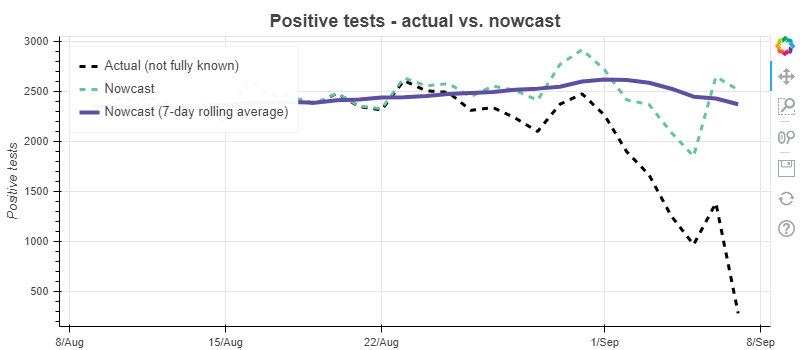 Positive tests - actual vs. nowcast
Actual (not fully known)
Nowcast
Nowcast (7-day rolling average)
Positive tests
3000
2500
2000
1500
1000
500
8/Aug 15/Aug 22/Aug 1/Sep 8/Sep